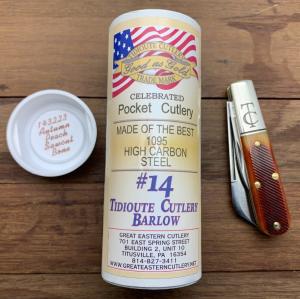 TIDIOUTE CUTLERY
Good as Gold
TRADE MARK
CELEBRATED
Pocket Cutlery
MADE OF THE BEST
1095
HIGH CARBON
STEEL
#14
TIDIOUTE CUTLERY
BARLOW
GREAT EASTERN CUTLERY
701 EAST SPRING STREET
BUILDING 2, UNIT 10
TITUSVILLE, PA 16354
814-827-3411
WWW.GREATEASTERNCUTLERY.NET
143223
Autumn
Peach
Sawcut
Bone
TC